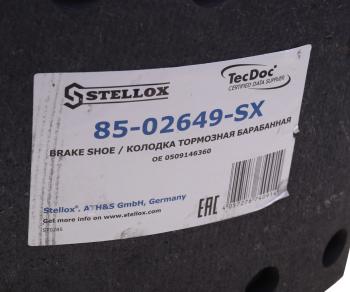 STELLOX
TecDoc
CERTIFIED DATA SUPPLIER
85-02649-SX
BRAKE SHOE / КОЛОДКА ТОРМОЗНАЯ БАРАБАННАЯ
OE 0509146360
Stellox®. ATH&S GmbH, Germany
Get more info on www.stellox.com
EAC